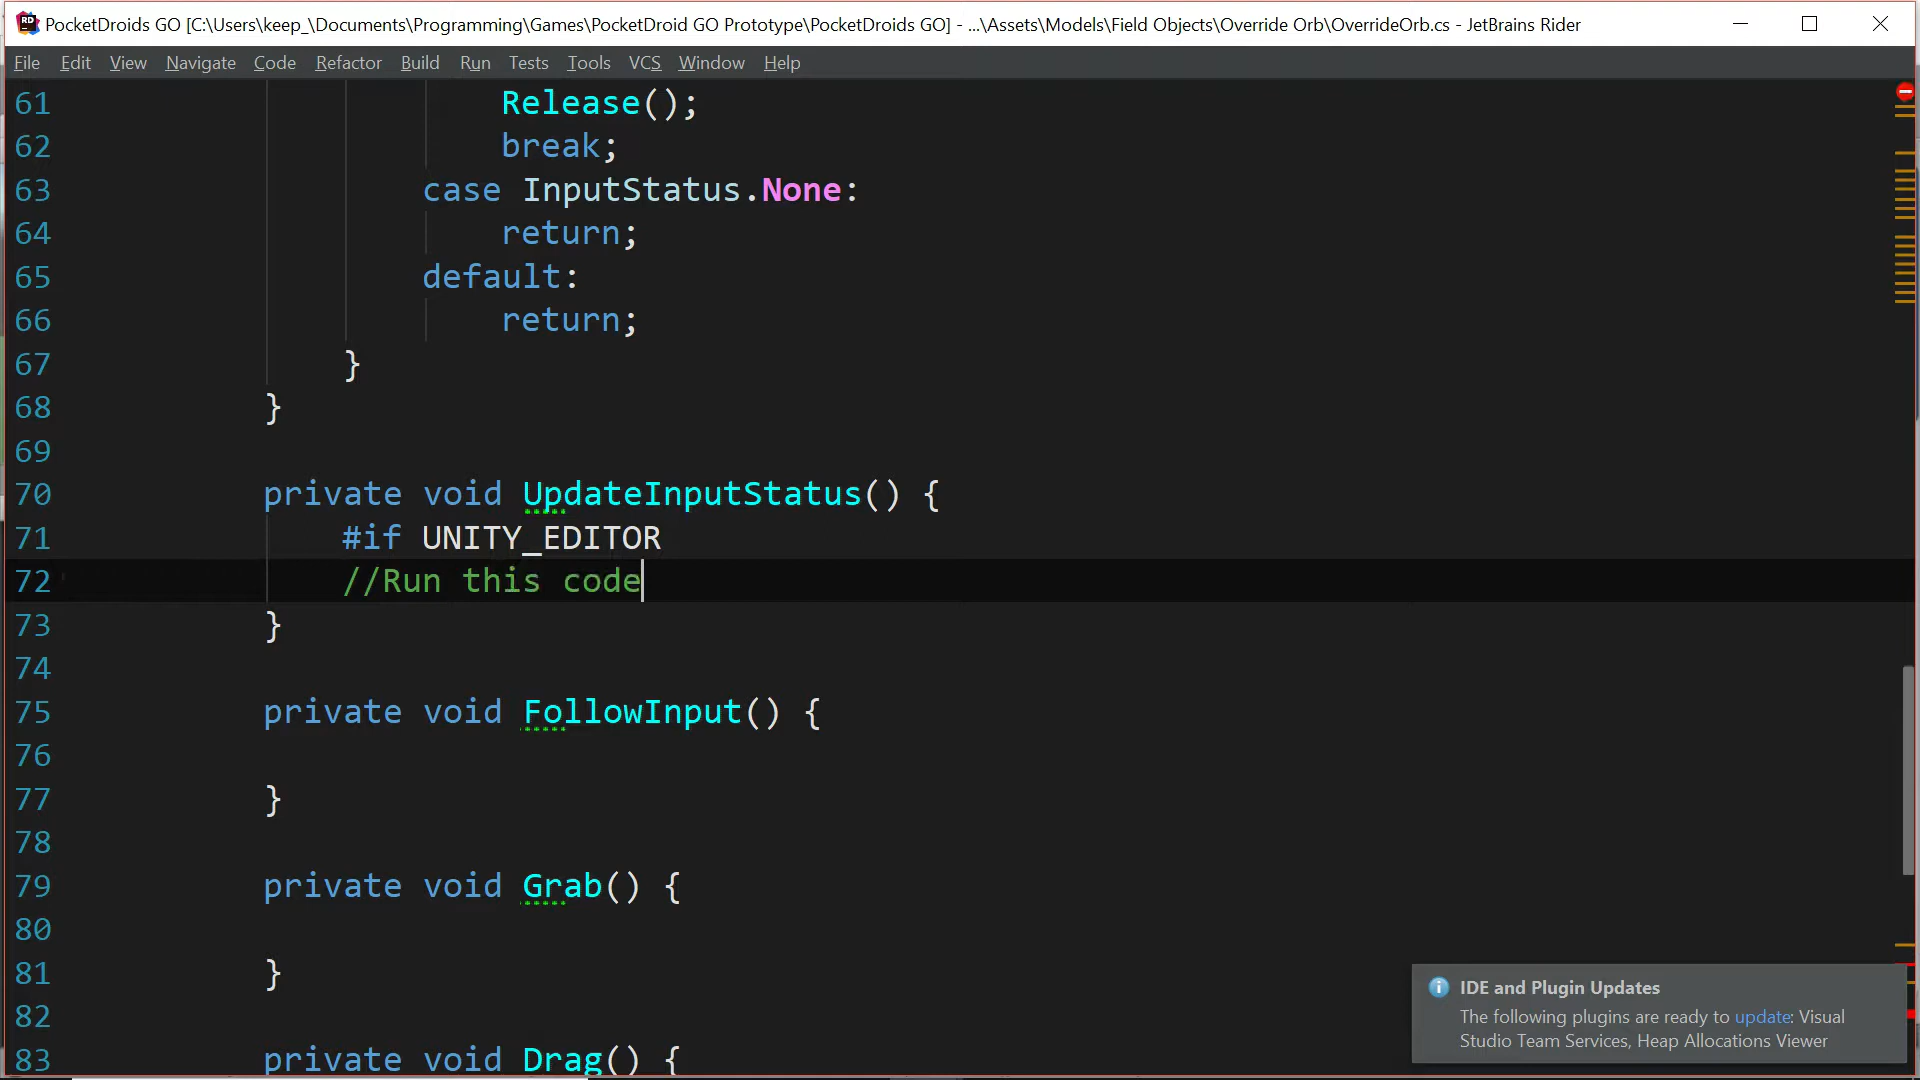 PocketDroids GO [C:\Users\keep_\Documents\Programming\Games\PocketDroid GO Prototype\PocketDroids GO] - ...\Assets\Models\Field Objects\Override Orb\OverrideOrb.cs - JetBrains Rider
File Edit View Navigate Code Refactor Build Run Tests Tools VCS Window Help
61 Release();
62 break;
63 case InputStatus.None:
64 return;
65 default:
66 return;
67 }
68 }
69
70 private void UpdateInputStatus() {
71 #if UNITY_EDITOR
72 //Run this code
73 }
74
75 private void FollowInput() {
76
77 }
78
79 private void Grab() {
80
81 }
82
83 private void Drag() {
IDE and Plugin Updates
The following plugins are ready to update: Visual
Studio Team Services, Heap Allocations Viewer